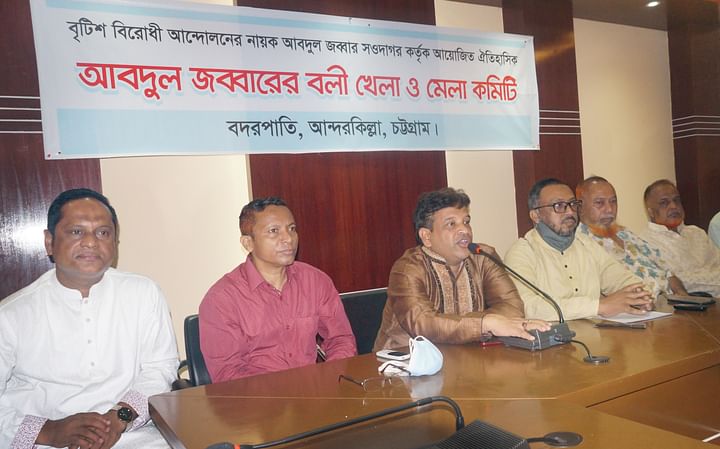 বৃটিশ বিরোধী আন্দোলনের নায়ক আবদুল জব্বার সওদাগর কর্তৃক আয়োজিত ঐতিহাসিক
আবদুল জব্বারের বলী খেলা ও মেলা কমিটি
বদরপাতি, আন্দরকিল্লা, চট্টগ্রাম।